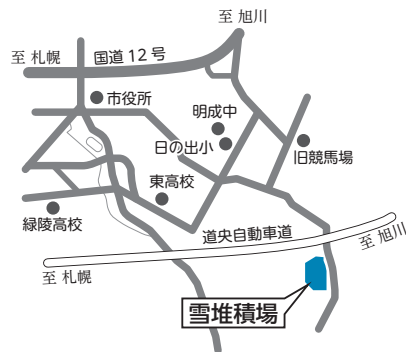 至 旭川
至 札幌
国道 12 号
市役所
明成中
日の出小
旧競馬場
東高校
緑陵高校
道央自動車道
至 旭川
至 札幌
雪堆積場